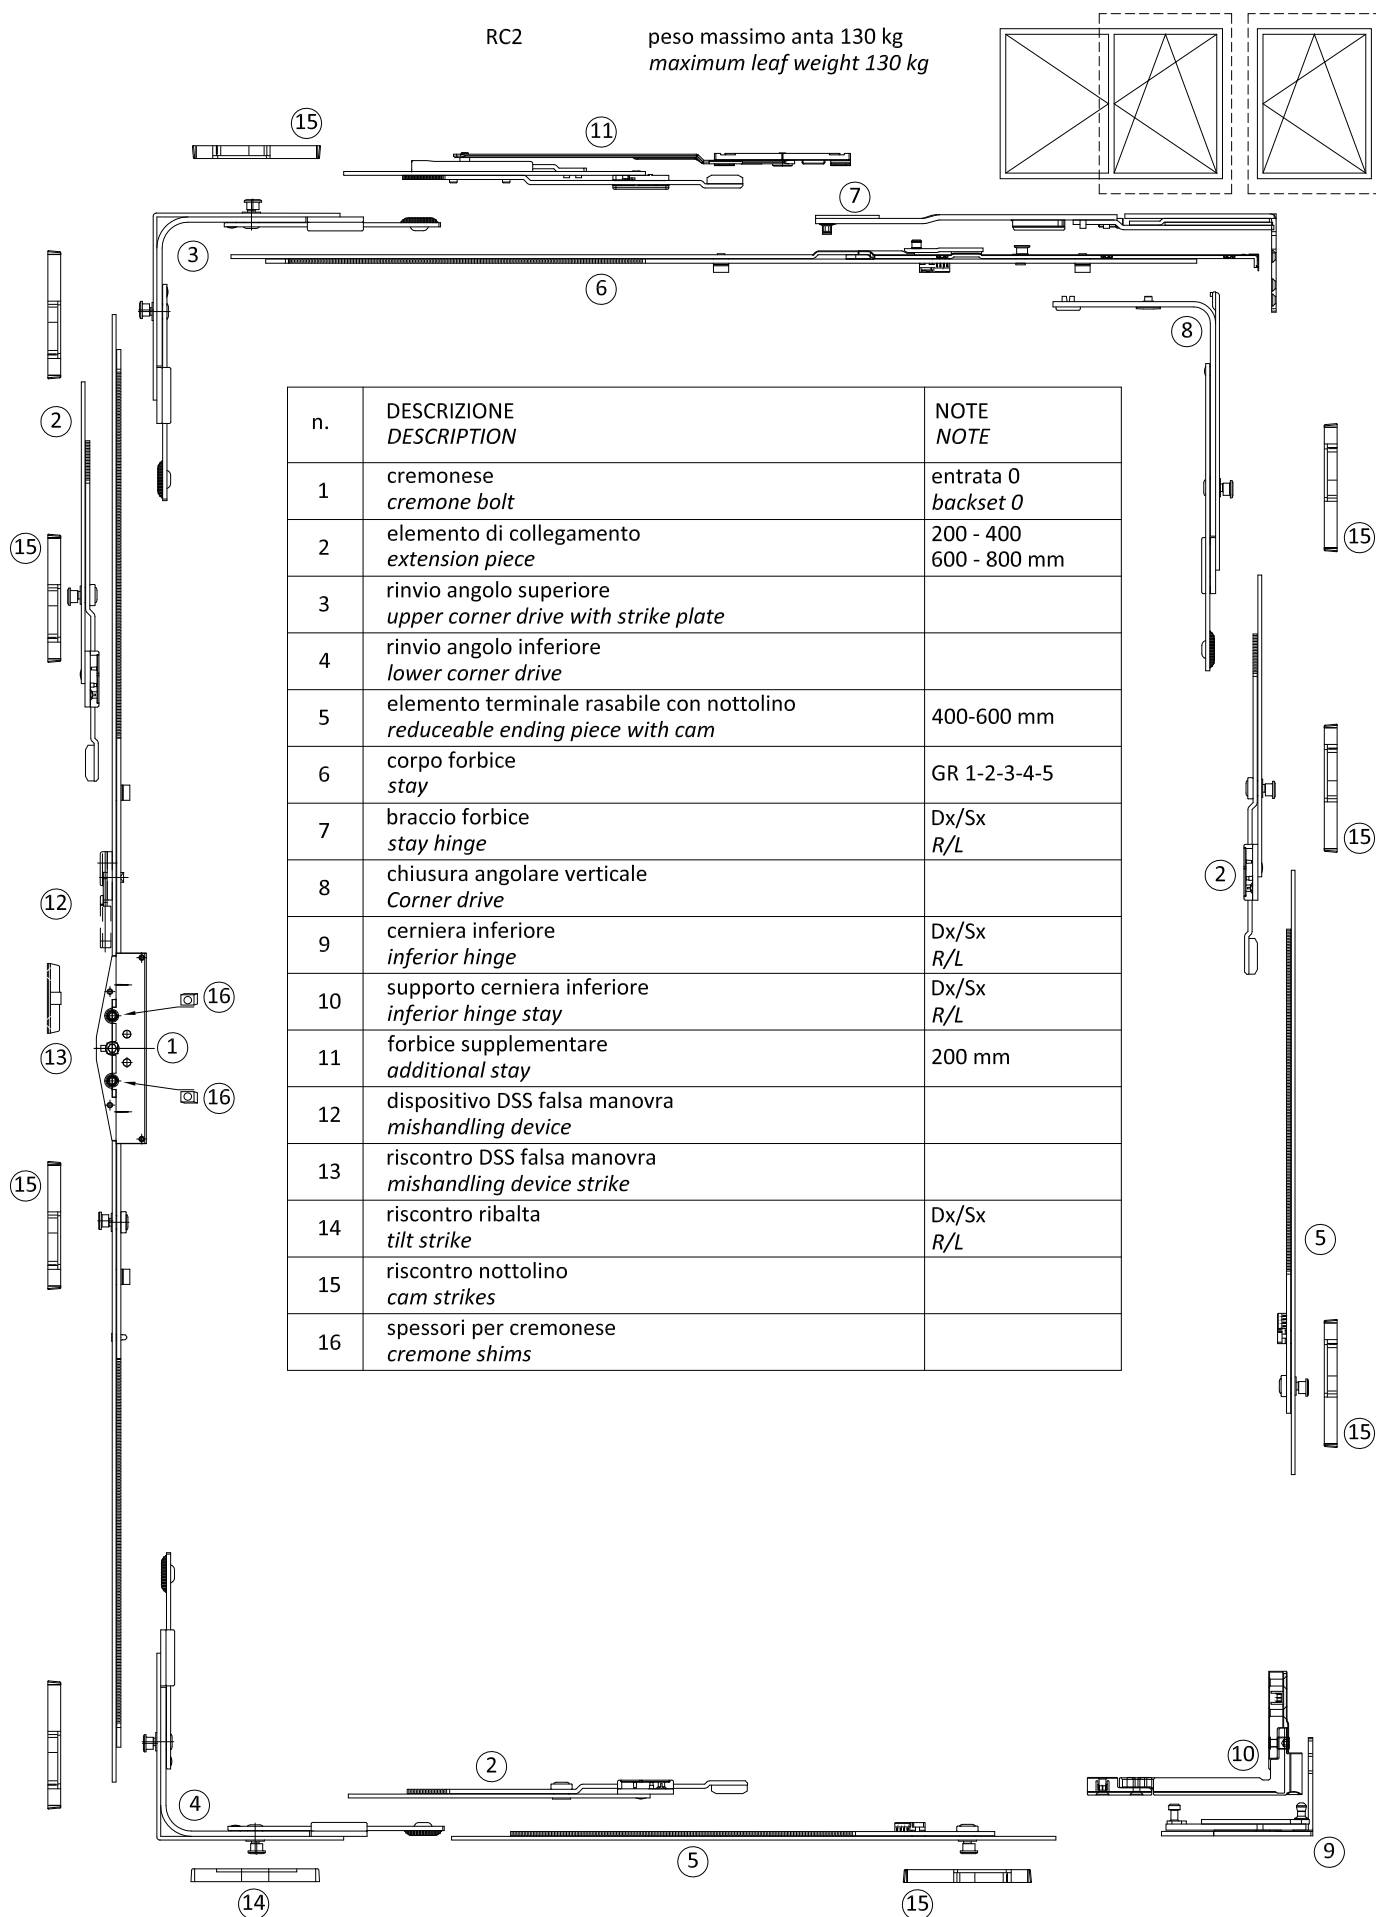 RC2
peso massimo anta 130 kg
maximum leaf weight 130 kg
15
11
7
3
6
8
2
15
15
15
2
12
13
16
1
16
15
5
15
n.
DESCRIZIONE
DESCRIPTION
NOTE
NOTE
1
cremonese
cremone bolt
entrata 0
backset 0
2
elemento di collegamento
extension piece
200 - 400
600 - 800 mm
3
rinvio angolo superiore
upper corner drive with strike plate
4
rinvio angolo inferiore
lower corner drive
5
elemento terminale rasabile con nottolino
reduceable ending piece with cam
400-600 mm
6
corpo forbice
stay
GR 1-2-3-4-5
7
braccio forbice
stay hinge
Dx/Sx
R/L
8
chiusura angolare verticale
Corner drive
9
cerniera inferiore
inferior hinge
Dx/Sx
R/L
10
supporto cerniera inferiore
inferior hinge stay
Dx/Sx
R/L
11
forbice supplementare
additional stay
200 mm
12
dispositivo DSS falsa manovra
mishandling device
13
riscontro DSS falsa manovra
mishandling device strike
14
riscontro ribalta
tilt strike
Dx/Sx
R/L
15
riscontro nottolino
cam strikes
16
spessori per cremonese
cremone shims
2
10
4
5
9
14
15